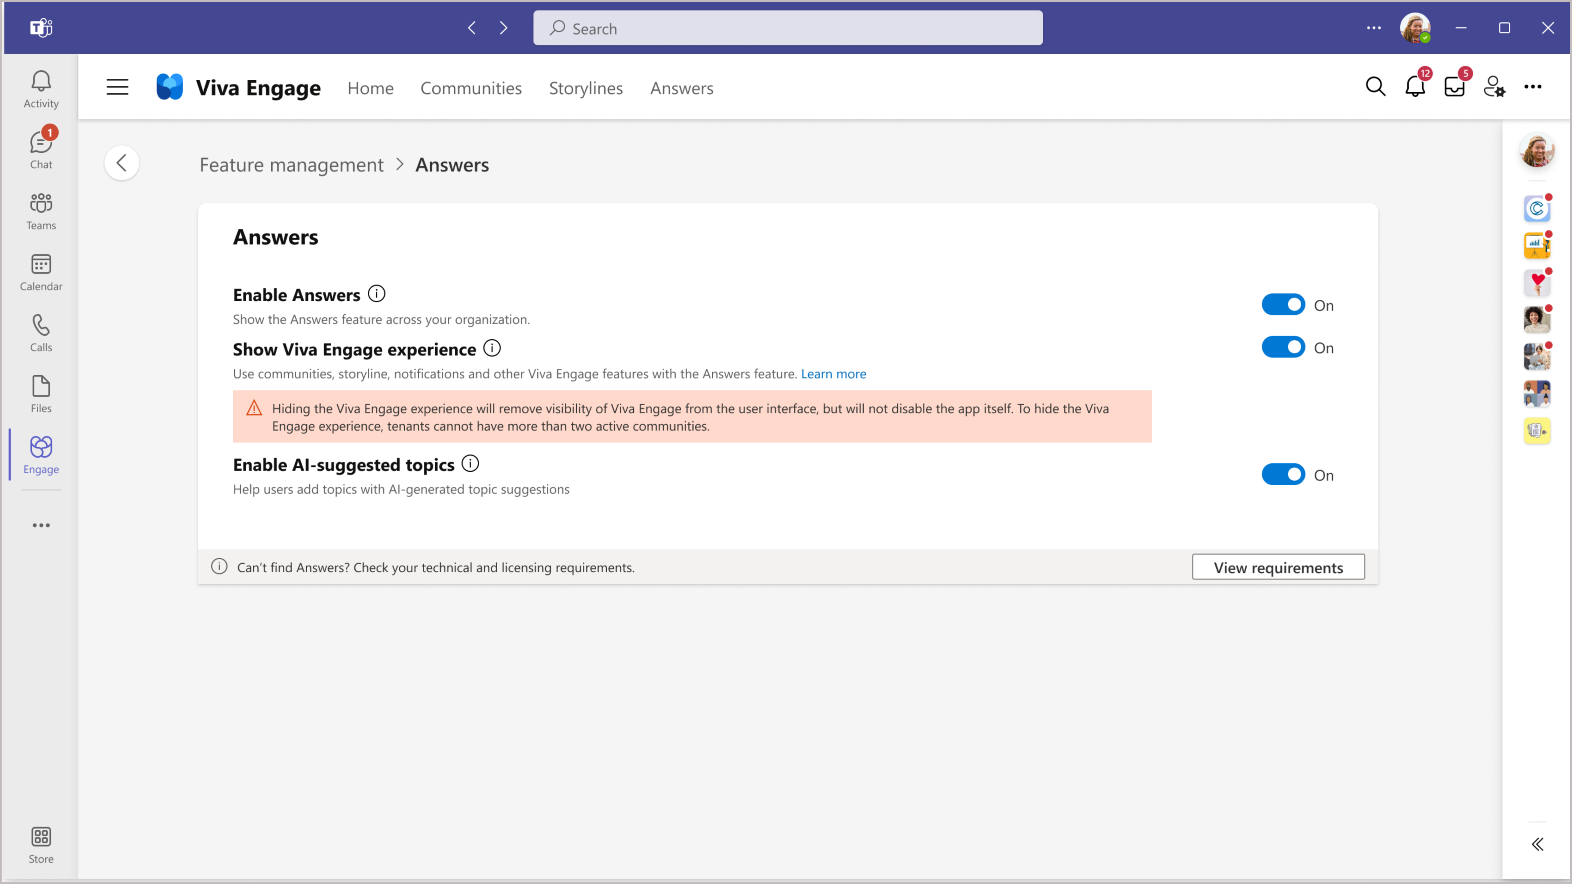 Search
Activity
1
Chat
Teams
Calendar
Calls
Files
Engage
Store
Viva Engage
Home
Communities
Storylines
Answers
12
5
Feature management > Answers
Answers
Enable Answers
On
Show the Answers feature across your organization.
Show Viva Engage experience
On
Use communities, storyline, notifications and other Viva Engage features with the Answers feature. Learn more
Hiding the Viva Engage experience will remove visibility of Viva Engage from the user interface, but will not disable the app itself. To hide the Viva
Engage experience, tenants cannot have more than two active communities.
Enable AI-suggested topics
On
Help users add topics with AI-generated topic suggestions
Can't find Answers? Check your technical and licensing requirements.
View requirements